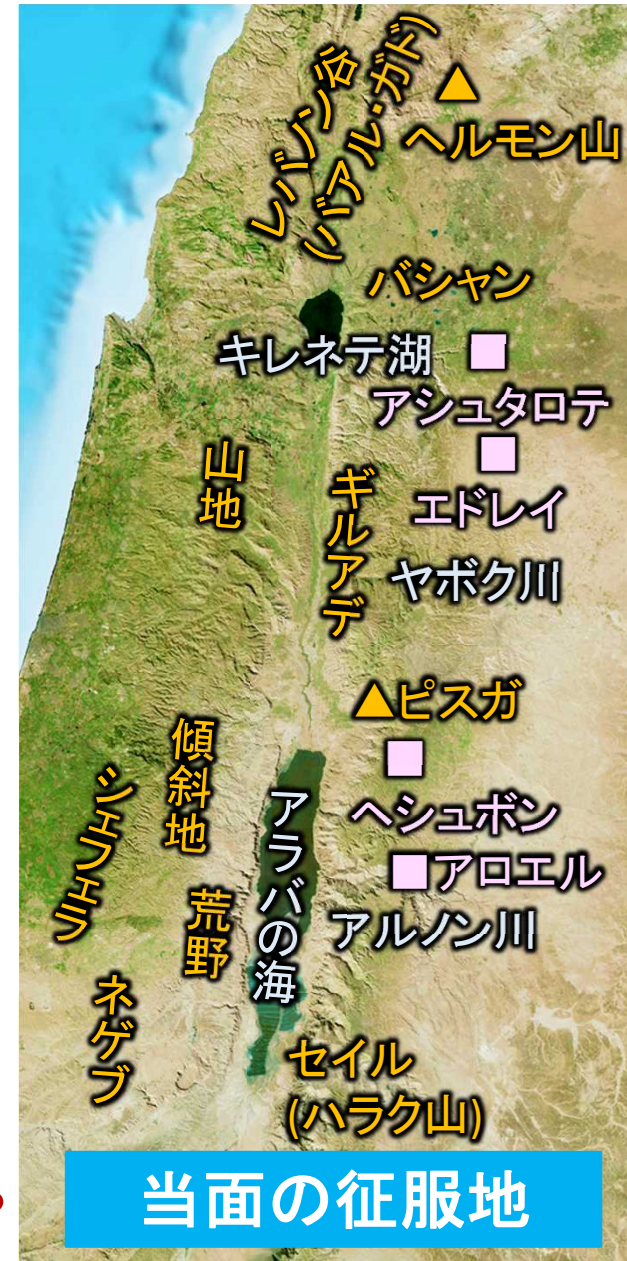 レバノン谷
(バアル・ガド)
▲
ヘルモン山
バシャン
キレネテ湖
■
アシュタロテ
■
エドレイ
山地
ギルアデ
ヤボク川
▲ピスガ
■
ヘシュボン
■アロエル
アルノン川
傾斜地
シェフェラ
アラバの海
荒野
ネゲブ
セイル
(ハラク山)
当面の征服地